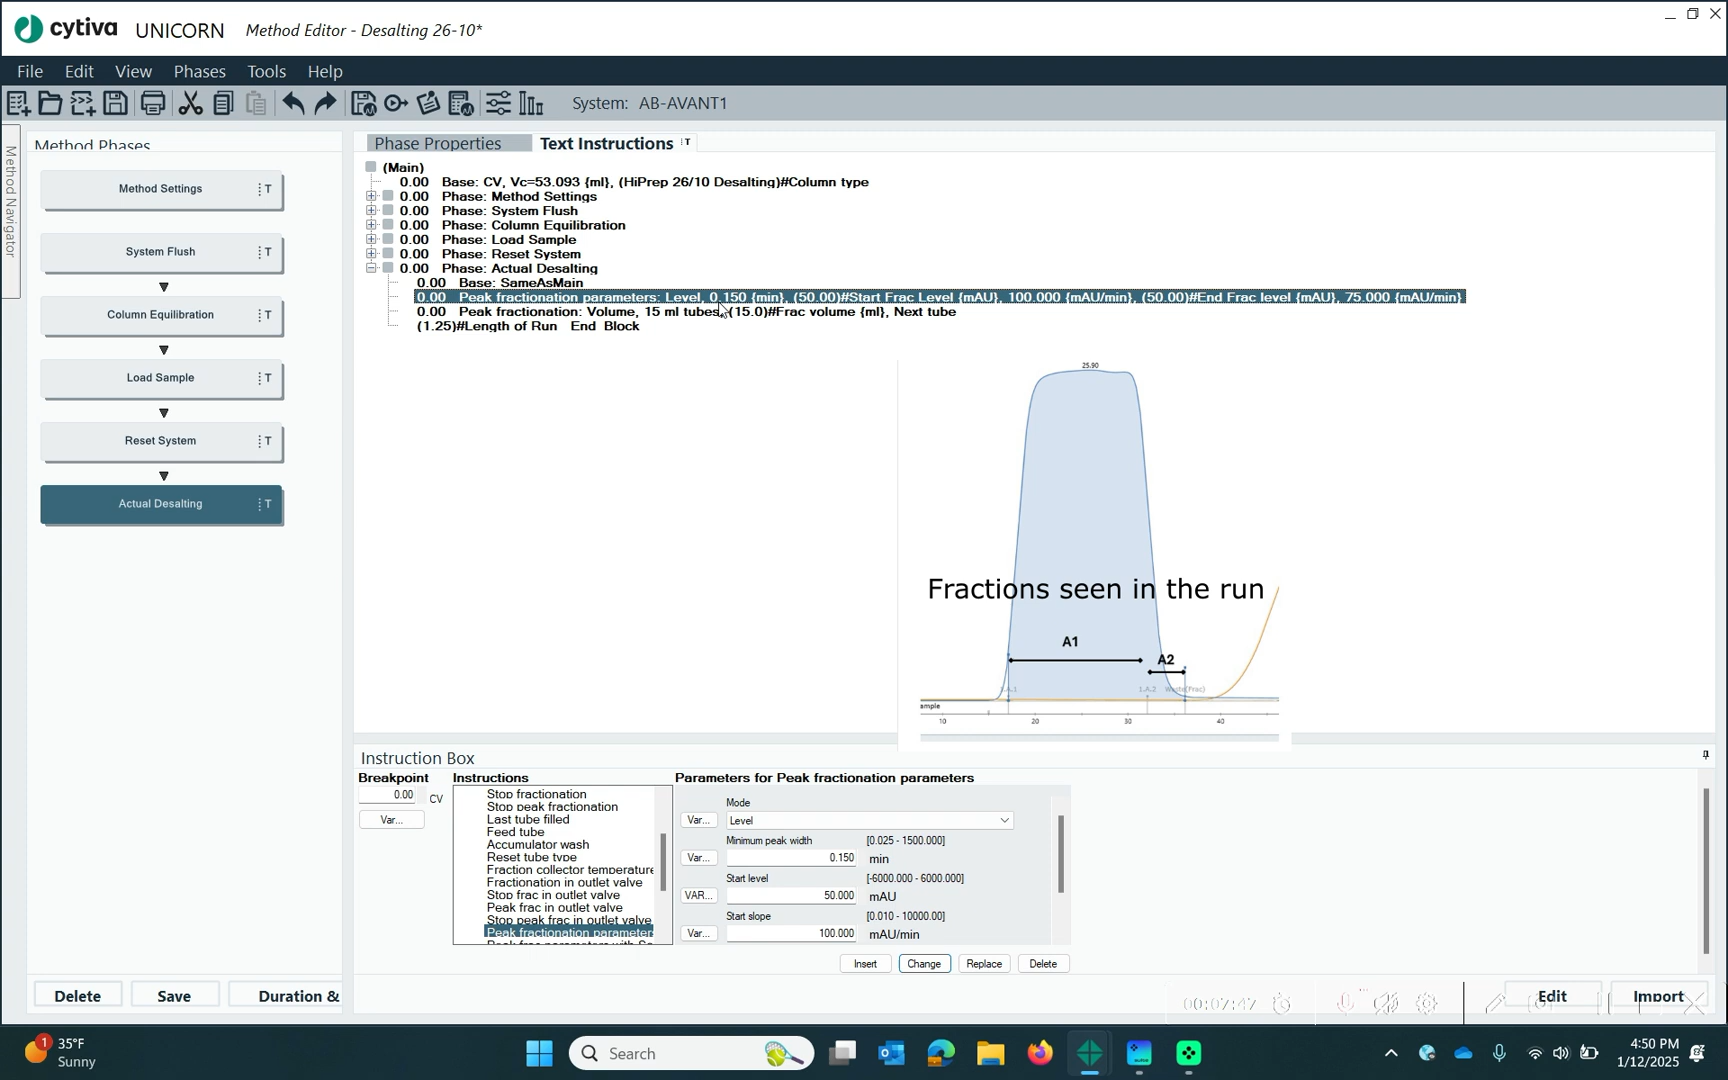 cytiva UNICORN Method Editor - Desalting 26-10*
File Edit View Phases Tools Help
System: AB-AVANT1
Method Navigator
Method Phases
Method Settings T
System Flush T
Column Equilibration T
Load Sample T
Reset System T
Actual Desalting T
Delete Save Duration &
Phase Properties Text Instructions T
(Main)
0.00 Base: CV, Vc=53.093 {ml}, (HiPrep 26/10 Desalting)#Column type
0.00 Phase: Method Settings
0.00 Phase: System Flush
0.00 Phase: Column Equilibration
0.00 Phase: Load Sample
0.00 Phase: Reset System
0.00 Phase: Actual Desalting
0.00 Base: SameAsMain
0.00 Peak fractionation parameters: Level, 0.150 {min}, (50.00)#Start Frac Level {mAU}, 100.000 {mAU/min}, (50.00)#End Frac level {mAU}, 75.000 {mAU/min}
0.00 Peak fractionation: Volume, 15 ml tubes, (15.0)#Frac volume {ml}, Next tube
(1.25)#Length of Run End_Block
25.90
Fractions seen in the run
A1
A2
1.A.2 Waste(Frac)
ample
10 20 30 40
Instruction Box
Breakpoint
0.00 CV
Var...
Instructions
Stop fractionation
Stop peak fractionation
Last tube filled
Feed tube
Accumulator wash
Reset tube type
Fraction collector temperature
Fractionation in outlet valve
Stop frac in outlet valve
Peak frac in outlet valve
Stop peak frac in outlet valve
Peak fractionation parameters
Parameters for Peak fractionation parameters
Mode
Var... Level
Minimum peak width [0.025 - 1500.000]
Var... 0.150 min
Start level [-6000.000 - 6000.000]
VAR... 50.000 mAU
Start slope [0.010 - 10000.00]
Var... 100.000 mAU/min
Insert Change Replace Delete
00:07:47
Edit Import
1
35°F
Sunny
Search
4:50 PM
1/12/2025